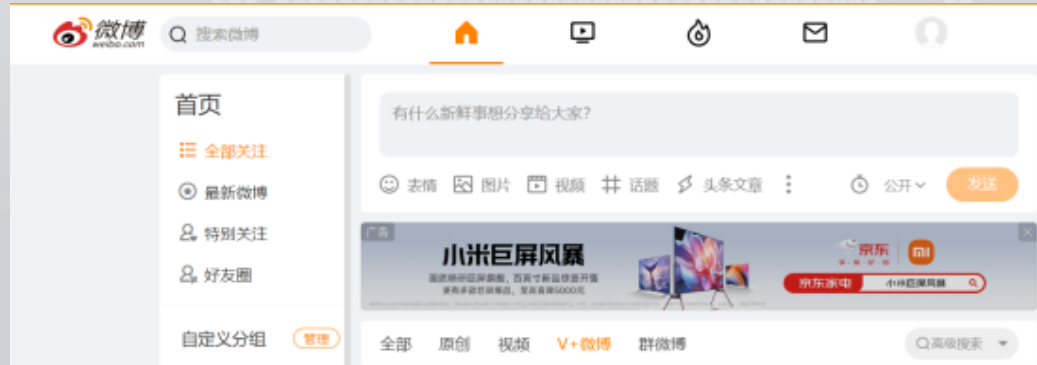 微博
weibo.com
搜索微博
首页
全部关注
最新微博
特别关注
好友圈
自定义分组 管理
有什么新鲜事想分享给大家?
表情 图片 视频 话题 头条文章 公开 发送
广告
小米巨屏风暴
京东
mi
京东家电 小米巨屏风暴
全部 原创 视频 V+微博 群微博 高级搜索